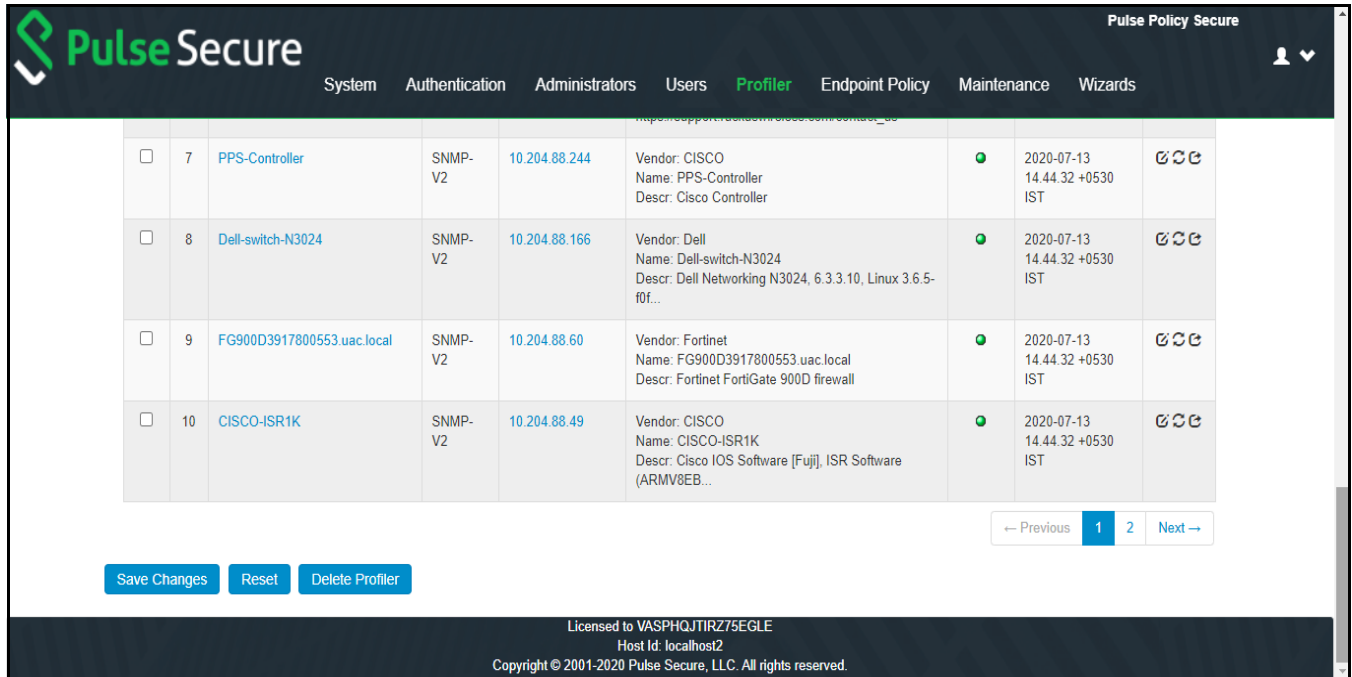 Pulse Policy Secure
Pulse Secure
System Authentication Administrators Users Profiler Endpoint Policy Maintenance Wizards
7 PPS-Controller SNMP- 10.204.88.244 Vendor: CISCO 2020-07-13
V2 Name: PPS-Controller 14.44.32 +0530
Descr: Cisco Controller IST
8 Dell-switch-N3024 SNMP- 10.204.88.166 Vendor: Dell 2020-07-13
V2 Name: Dell-switch-N3024 14.44.32 +0530
Descr: Dell Networking N3024, 6.3.3.10, Linux 3.6.5- IST
f0f...
9 FG900D3917800553.uac.local SNMP- 10.204.88.60 Vendor: Fortinet 2020-07-13
V2 Name: FG900D3917800553.uac.local 14.44.32 +0530
Descr: Fortinet FortiGate 900D firewall IST
10 CISCO-ISR1K SNMP- 10.204.88.49 Vendor: CISCO 2020-07-13
V2 Name: CISCO-ISR1K 14.44.32 +0530
Descr: Cisco IOS Software [Fuji], ISR Software IST
(ARMV8EB...
← Previous 1 2 Next →
Save Changes Reset Delete Profiler
Licensed to VASPHQJTIRZ75EGLE
Host Id: localhost2
Copyright © 2001-2020 Pulse Secure, LLC. All rights reserved.